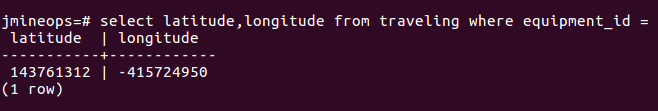 jmineops=# select latitude,longitude from traveling where equipment_id =
 latitude  | longitude
-----------+------------
 143761312 | -415724950
(1 row)